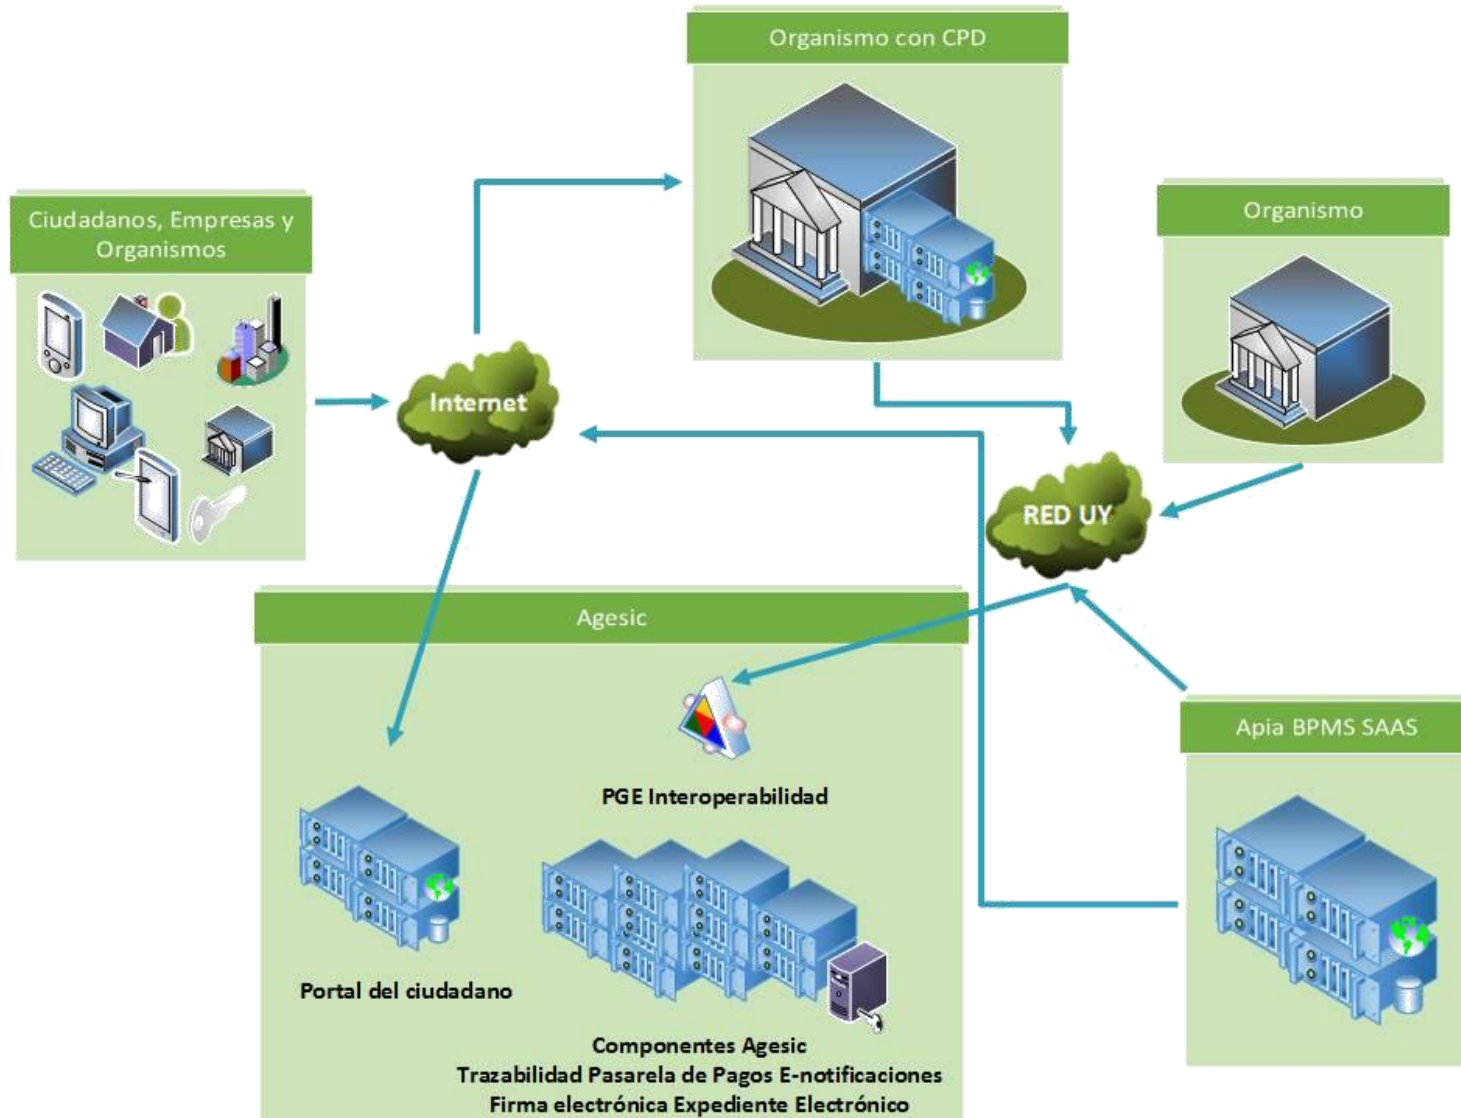 Organismo con CPD
Organismo
Ciudadanos, Empresas y
Organismos
Internet
RED UY
Agesic
Apia BPMS SAAS
PGE Interoperabilidad
Portal del ciudadano
Componentes Agesic
Trazabilidad Pasarela de Pagos E-notificaciones
Firma electrónica Expediente Electrónico